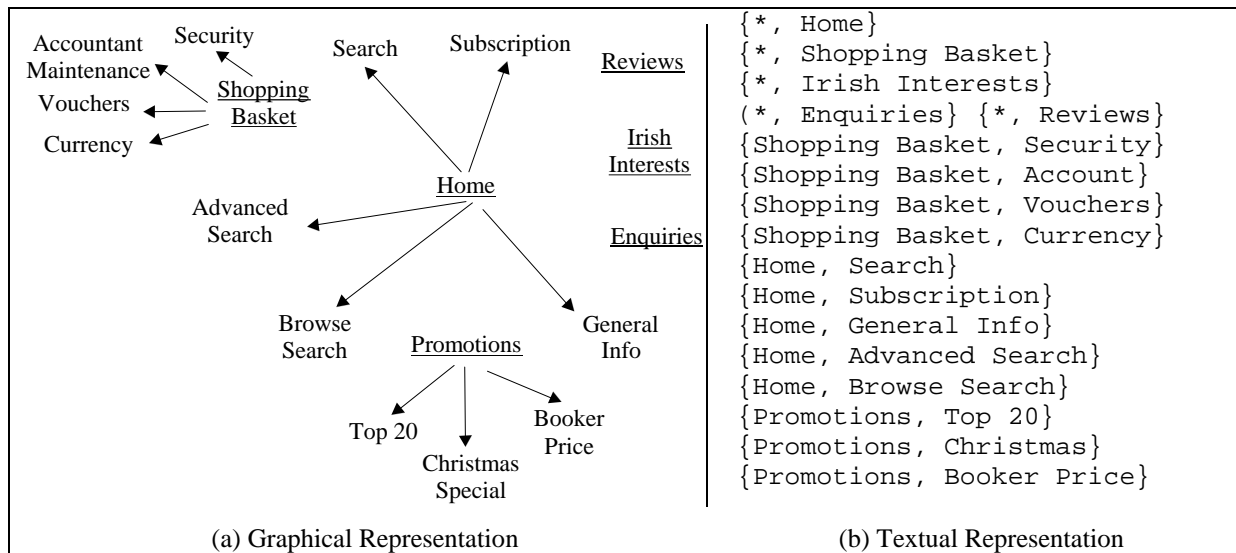 Accountant
Maintenance
Security
Search
Subscription
Reviews
Vouchers
Shopping
Basket
Currency
Irish
Interests
Home
Advanced
Search
Enquiries
Browse
Search
General
Info
Promotions
Top 20
Booker
Price
Christmas
Special
(a) Graphical Representation
{*, Home}
{*, Shopping Basket}
{*, Irish Interests}
(*, Enquiries} {*, Reviews}
{Shopping Basket, Security}
{Shopping Basket, Account}
{Shopping Basket, Vouchers}
{Shopping Basket, Currency}
{Home, Search}
{Home, Subscription}
{Home, General Info}
{Home, Advanced Search}
{Home, Browse Search}
{Promotions, Top 20}
{Promotions, Christmas}
{Promotions, Booker Price}
(b) Textual Representation